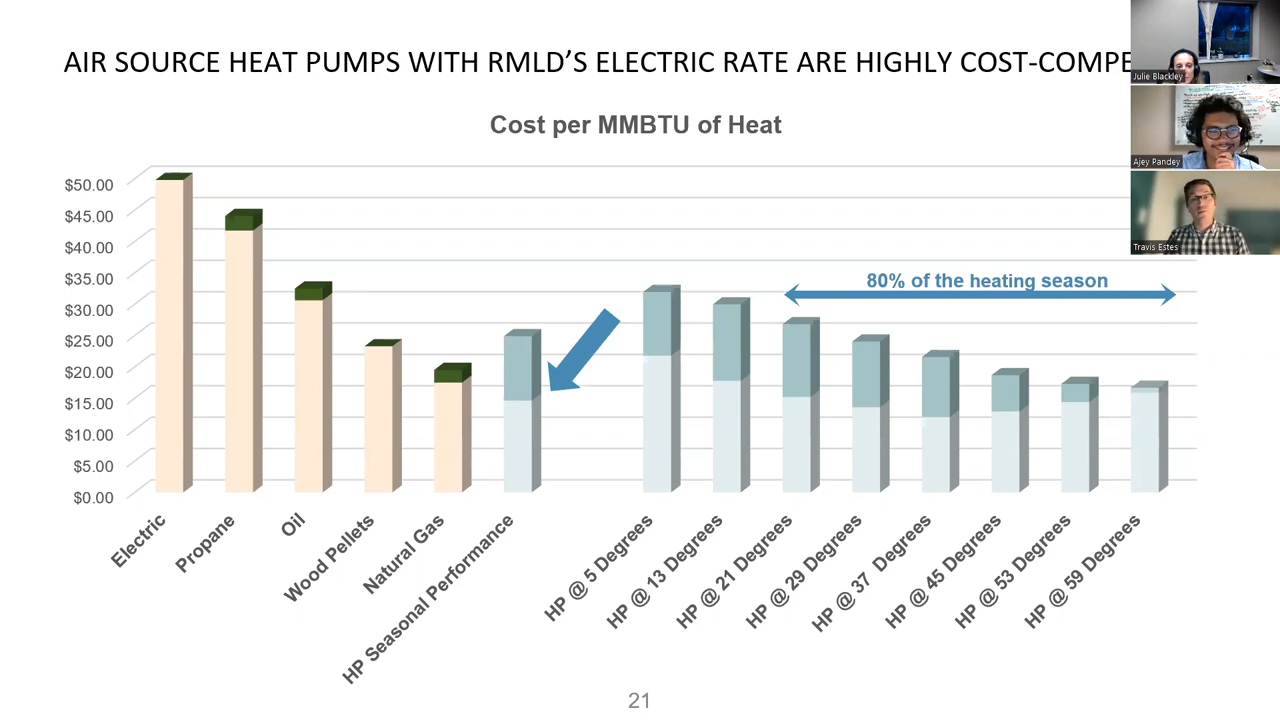 AIR SOURCE HEAT PUMPS WITH RMLD'S ELECTRIC RATE ARE HIGHLY COST-COMPE
Julie Blackley
Ajey Pandey
Travis Estes
Cost per MMBTU of Heat
80% of the heating season
$50.00
$45.00
$40.00
$35.00
$30.00
$25.00
$20.00
$15.00
$10.00
$5.00
$0.00
Electric
Propane
Oil
Wood Pellets
Natural Gas
HP Seasonal Performance
HP @ 5 Degrees
HP @ 13 Degrees
HP @ 21 Degrees
HP @ 29 Degrees
HP @ 37 Degrees
HP @ 45 Degrees
HP @ 53 Degrees
HP @ 59 Degrees
21